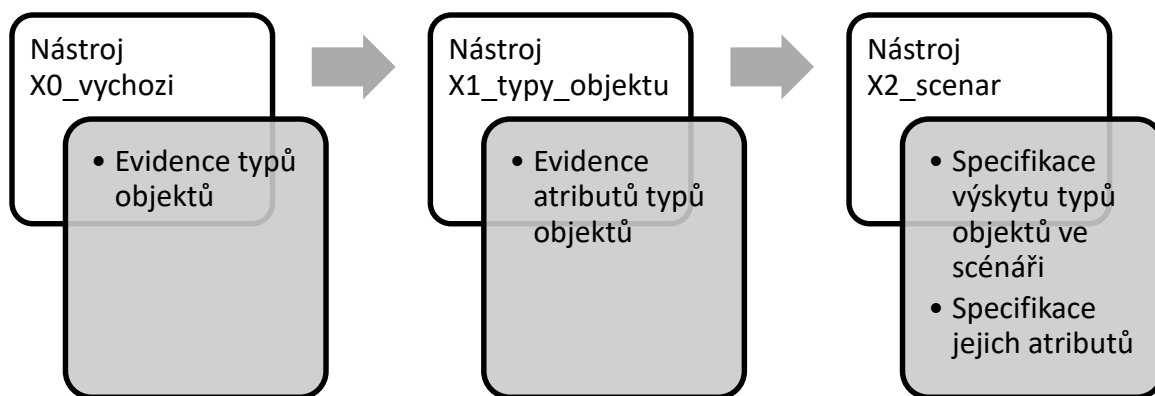 Nástroj
X0_vychozi
• Evidence typů
objektů
Nástroj
X1_typy_objektu
• Evidence
atributů typů
objektů
Nástroj
X2_scenar
• Specifikace
výskytu typů
objektů ve
scénáři
• Specifikace
jejich atributů